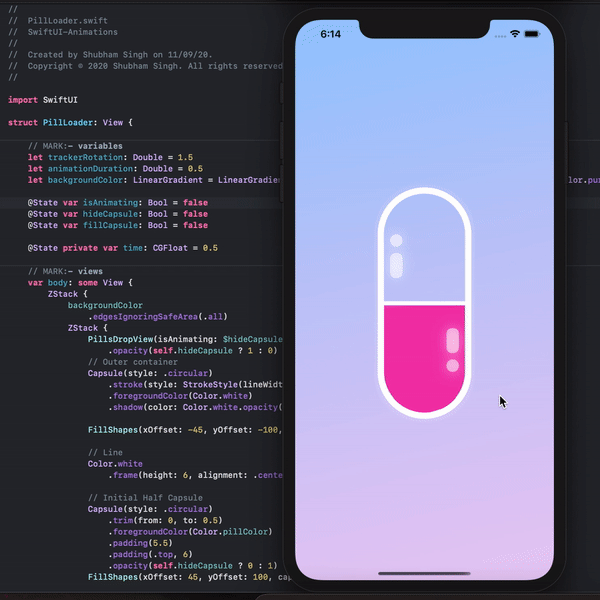 //
//  PillLoader.swift
//  SwiftUI-Animations
//
//  Created by Shubham Singh on 11/09/20.
//  Copyright © 2020 Shubham Singh. All rights reserved
//
import SwiftUI
struct PillLoader: View {
// MARK:- variables
let trackerRotation: Double = 1.5
let animationDuration: Double = 0.5
let backgroundColor: LinearGradient = LinearGradie
@State var isAnimating: Bool = false
@State var hideCapsule: Bool = false
@State var fillCapsule: Bool = false
@State private var time: CGFloat = 0.5
// MARK:- views
var body: some View {
ZStack {
backgroundColor
.edgesIgnoringSafeArea(.all)
ZStack {
PillsDropView(isAnimating: $hideCapsule
.opacity(self.hideCapsule ? 1 : 0)
// Outer container
Capsule(style: .circular)
.stroke(style: StrokeStyle(lineWidt
.foregroundColor(Color.white)
.shadow(color: Color.white.opacity(
FillShapes(xOffset: -45, yOffset: -100,
// Line
Color.white
.frame(height: 6, alignment: .cente
// Initial Half Capsule
Capsule(style: .circular)
.trim(from: 0, to: 0.5)
.foregroundColor(Color.pillColor)
.padding(5.5)
.padding(.top, 6)
.opacity(self.hideCapsule ? 0 : 1)
FillShapes(xOffset: 45, yOffset: 100, cap
6:14
lor.pu